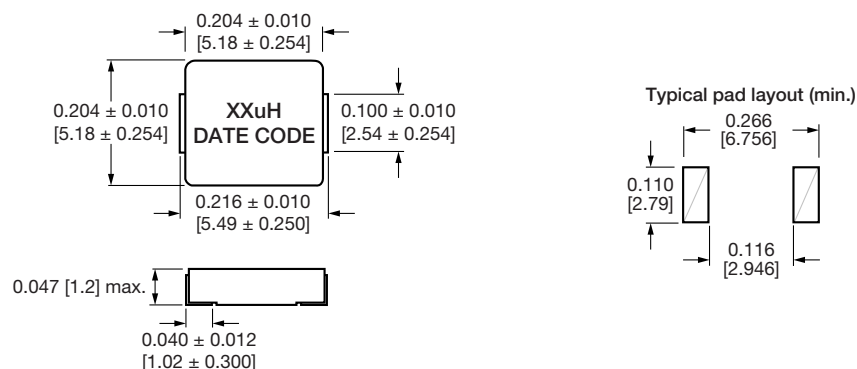 0.204 ± 0.010
[5.18 ± 0.254]
0.204 ± 0.010
[5.18 ± 0.254]
XXuH
DATE CODE
0.100 ± 0.010
[2.54 ± 0.254]
0.216 ± 0.010
[5.49 ± 0.250]
0.047 [1.2] max.
0.040 ± 0.012
[1.02 ± 0.300]
Typical pad layout (min.)
0.266
[6.756]
0.110
[2.79]
0.116
[2.946]